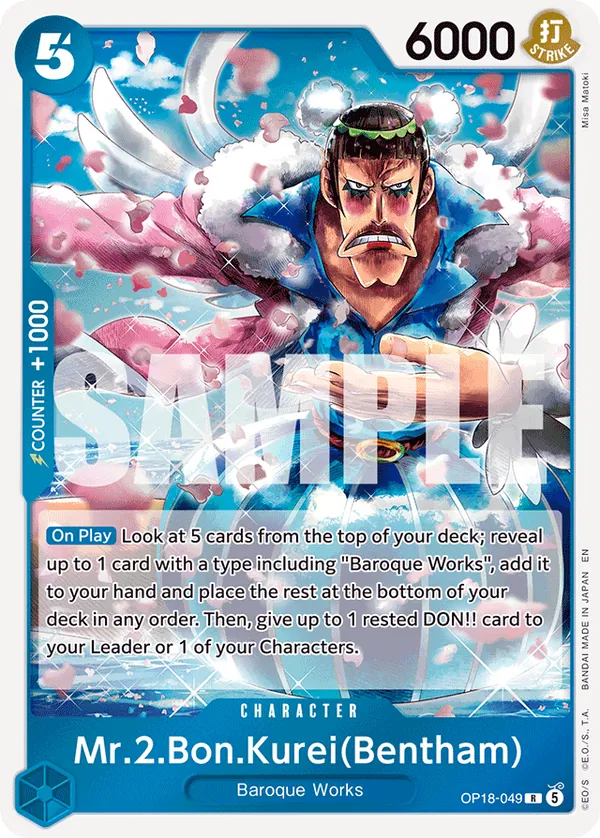 5
6000
打
STRIKE
Misa Matoki
COUNTER +1000
SAMPLE
On Play Look at 5 cards from the top of your deck; reveal
up to 1 card with a type including "Baroque Works", add it
to your hand and place the rest at the bottom of your
deck in any order. Then, give up to 1 rested DON!! card to
your Leader or 1 of your Characters.
CHARACTER
Mr.2.Bon.Kurei(Bentham)
Baroque Works
OP18-049 R 5
©EO/S ©E.O./S., T.A. BANDAI MADE IN JAPAN EN